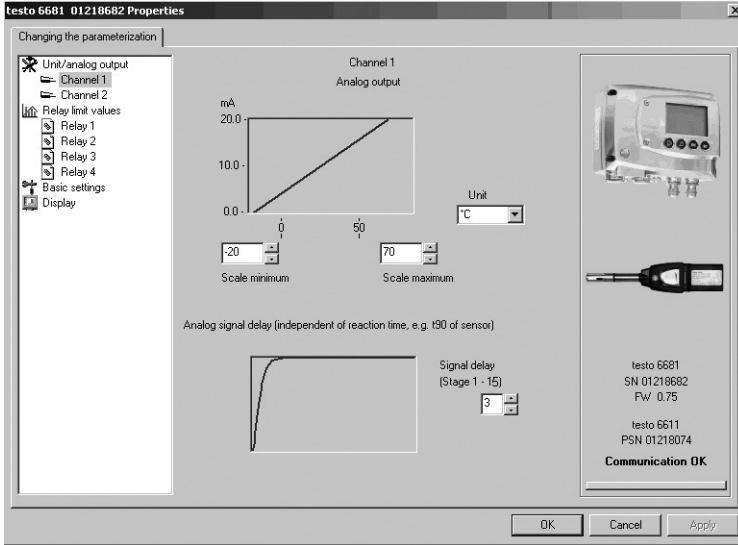 testo 6681 01218682 Properties
Changing the parameterization
Unit/analog output
Channel 1
Channel 2
Relay limit values
Relay 1
Relay 2
Relay 3
Relay 4
Basic settings
Display
Channel 1
Analog output
mA
20.0
10.0
0.0
0
50
Unit
°C
-20
70
Scale minimum
Scale maximum
Analog signal delay (independent of reaction time, e.g. t90 of sensor)
Signal delay
(Stage 1 - 15)
3
testo 6681
SN 01218682
FW 0.75
testo 6611
PSN 01218074
Communication OK
OK
Cancel
Apply